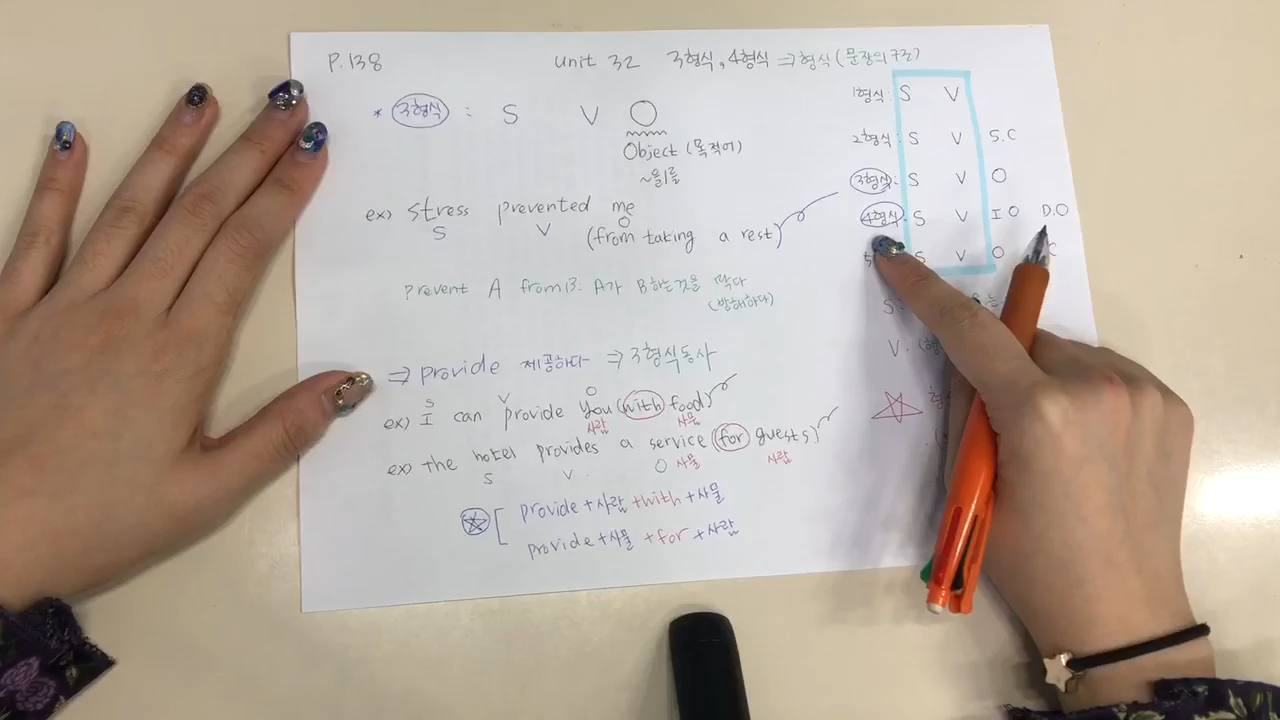 P.138
unit 32 3형식, 4형식 ⇒ 형식 (문장의 구조)
* 3형식 : S V O
Object (목적어)
~을/를
ex) stress prevented me
S V O
(from taking a rest)
prevent A from B : A가 B하는것을 막다
(방해하다)
⇒ provide 제공하다 ⇒ 3형식동사
S V O
ex) I can provide you (with food)
사람 사물
ex) the hotel provides a service (for guests)
S V O 사물 사람
provide + 사람 + with + 사물
provide + 사물 + for + 사람
1형식: S V
2형식: S V S.C
3형식: S V O
4형식. S V I O D.O
S V O C
S:
V.